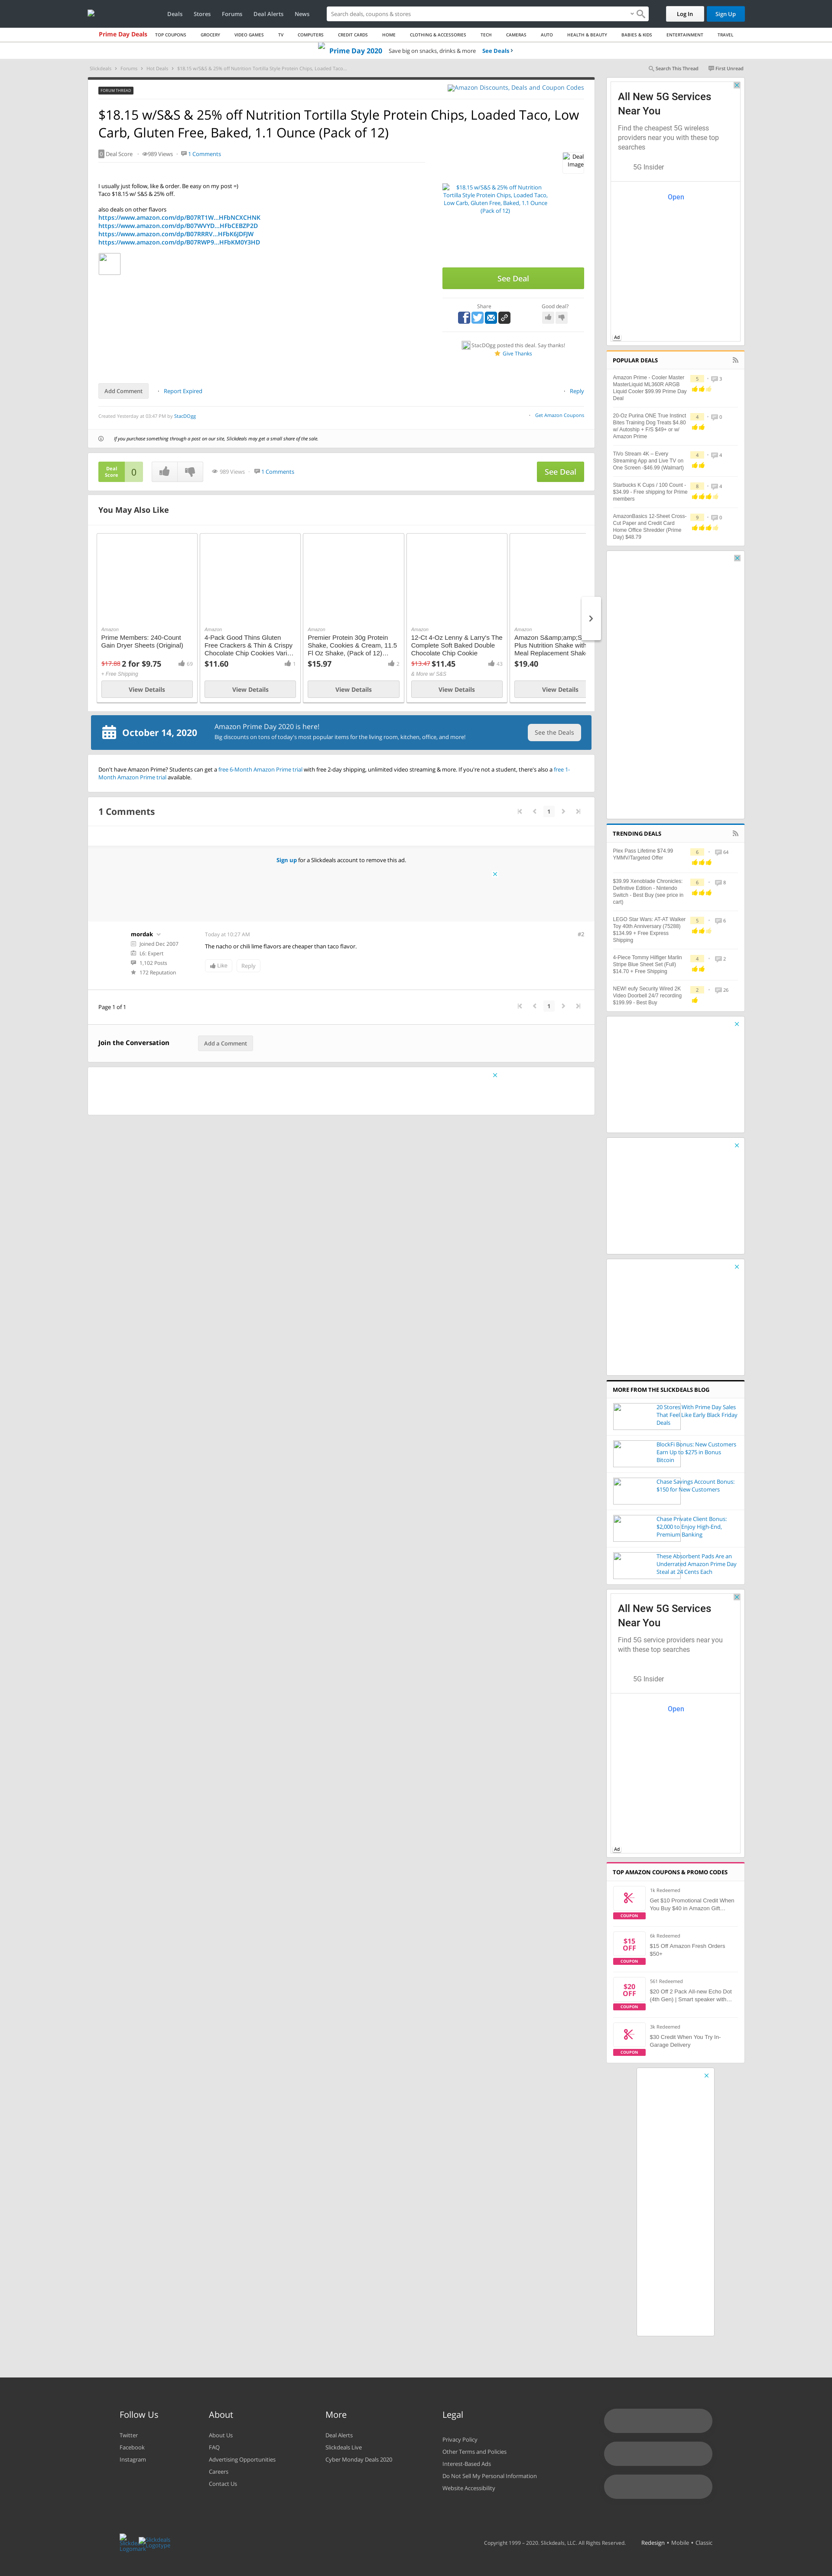 Deals
Stores
Forums
Deal Alerts
News
Search deals, coupons & stores
Log In
Sign Up
Prime Day Deals
TOP COUPONS
GROCERY
VIDEO GAMES
TV
COMPUTERS
CREDIT CARDS
HOME
CLOTHING & ACCESSORIES
TECH
CAMERAS
AUTO
HEALTH & BEAUTY
BABIES & KIDS
ENTERTAINMENT
TRAVEL
Prime Day 2020 Save big on snacks, drinks & more See Deals
Slickdeals Forums Hot Deals $18.15 w/S&S & 25% off Nutrition Tortilla Style Protein Chips, Loaded Taco...
Search This Thread
First Unread
FORUM THREAD
Amazon Discounts, Deals and Coupon Codes
$18.15 w/S&S & 25% off Nutrition Tortilla Style Protein Chips, Loaded Taco, Low
Carb, Gluten Free, Baked, 1.1 Ounce (Pack of 12)
0 Deal Score
989 Views
1 Comments
Deal
Image
I usually just follow, like & order. Be easy on my post =)
Taco $18.15 w/ S&S & 25% off.
also deals on other flavors
https://www.amazon.com/dp/B07RT1W...HFbNCXCHNK
https://www.amazon.com/dp/B07WVYD...HFbCEBZP2D
https://www.amazon.com/dp/B07RRRV...HFbK6JDFJW
https://www.amazon.com/dp/B07RWP9...HFbKM0Y3HD
$18.15 w/S&S & 25% off Nutrition
Tortilla Style Protein Chips, Loaded Taco,
Low Carb, Gluten Free, Baked, 1.1 Ounce
(Pack of 12)
See Deal
Share
Good deal?
StacDOgg posted this deal. Say thanks!
Give Thanks
Add Comment
Report Expired
Reply
Created Yesterday at 03:47 PM by StacDOgg
Get Amazon Coupons
If you purchase something through a post on our site, Slickdeals may get a small share of the sale.
Deal
Score
0
989 Views
1 Comments
See Deal
You May Also Like
Amazon
Prime Members: 240-Count
Gain Dryer Sheets (Original)
$17.88 2 for $9.75
69
+ Free Shipping
View Details
Amazon
4-Pack Good Thins Gluten
Free Crackers & Thin & Crispy
Chocolate Chip Cookies Vari...
$11.60
1
View Details
Amazon
Premier Protein 30g Protein
Shake, Cookies & Cream, 11.5
Fl Oz Shake, (Pack of 12)...
$15.97
2
View Details
Amazon
12-Ct 4-Oz Lenny & Larry's The
Complete Soft Baked Double
Chocolate Chip Cookie
$13.47 $11.45
43
& More w/ S&S
View Details
Amazon
Amazon S&amp;amp;S
Plus Nutrition Shake with
Meal Replacement Shake
$19.40
View Details
October 14, 2020
Amazon Prime Day 2020 is here!
Big discounts on tons of today's most popular items for the living room, kitchen, office, and more!
See the Deals
Don't have Amazon Prime? Students can get a free 6-Month Amazon Prime trial with free 2-day shipping, unlimited video streaming & more. If you're not a student, there's also a free 1-
Month Amazon Prime trial available.
1 Comments
1
Sign up for a Slickdeals account to remove this ad.
mordak
Joined Dec 2007
L6: Expert
1,102 Posts
172 Reputation
Today at 10:27 AM
#2
The nacho or chili lime flavors are cheaper than taco flavor.
Like
Reply
Page 1 of 1
1
Join the Conversation
Add a Comment
All New 5G Services
Near You
Find the cheapest 5G wireless
providers near you with these top
searches
5G Insider
Open
Ad
POPULAR DEALS
Amazon Prime - Cooler Master
MasterLiquid ML360R ARGB
Liquid Cooler $99.99 Prime Day
Deal
5
3
20-Oz Purina ONE True Instinct
Bites Training Dog Treats $4.80
w/ Autoship + F/S $49+ or w/
Amazon Prime
4
0
TiVo Stream 4K – Every
Streaming App and Live TV on
One Screen -$46.99 (Walmart)
4
4
Starbucks K Cups / 100 Count -
$34.99 - Free shipping for Prime
members
8
4
AmazonBasics 12-Sheet Cross-
Cut Paper and Credit Card
Home Office Shredder (Prime
Day) $48.79
9
0
TRENDING DEALS
Plex Pass Lifetime $74.99
YMMV/Targeted Offer
6
64
$39.99 Xenoblade Chronicles:
Definitive Edition - Nintendo
Switch - Best Buy (see price in
cart)
6
8
LEGO Star Wars: AT-AT Walker
Toy 40th Anniversary (75288)
$134.99 + Free Express
Shipping
5
6
4-Piece Tommy Hilfiger Marlin
Stripe Blue Sheet Set (Full)
$14.70 + Free Shipping
4
2
NEW! eufy Security Wired 2K
Video Doorbell 24/7 recording
$199.99 - Best Buy
2
26
MORE FROM THE SLICKDEALS BLOG
20 Stores With Prime Day Sales
That Feel Like Early Black Friday
Deals
BlockFi Bonus: New Customers
Earn Up to $275 in Bonus
Bitcoin
Chase Savings Account Bonus:
$150 for New Customers
Chase Private Client Bonus:
$2,000 to Enjoy High-End,
Premium Banking
These Absorbent Pads Are an
Underrated Amazon Prime Day
Steal at 24 Cents Each
All New 5G Services
Near You
Find 5G service providers near you
with these top searches
5G Insider
Open
Ad
TOP AMAZON COUPONS & PROMO CODES
COUPON
1k Redeemed
Get $10 Promotional Credit When
You Buy $40 in Amazon Gift...
$15
OFF
COUPON
6k Redeemed
$15 Off Amazon Fresh Orders
$50+
$20
OFF
COUPON
561 Redeemed
$20 Off 2 Pack All-new Echo Dot
(4th Gen) | Smart speaker with...
COUPON
3k Redeemed
$30 Credit When You Try In-
Garage Delivery
Follow Us
Twitter
Facebook
Instagram
About
About Us
FAQ
Advertising Opportunities
Careers
Contact Us
More
Deal Alerts
Slickdeals Live
Cyber Monday Deals 2020
Legal
Privacy Policy
Other Terms and Policies
Interest-Based Ads
Do Not Sell My Personal Information
Website Accessibility
Slickdeals
Logomark
Slickdeals
Logotype
Copyright 1999 – 2020. Slickdeals, LLC. All Rights Reserved.
Redesign • Mobile • Classic